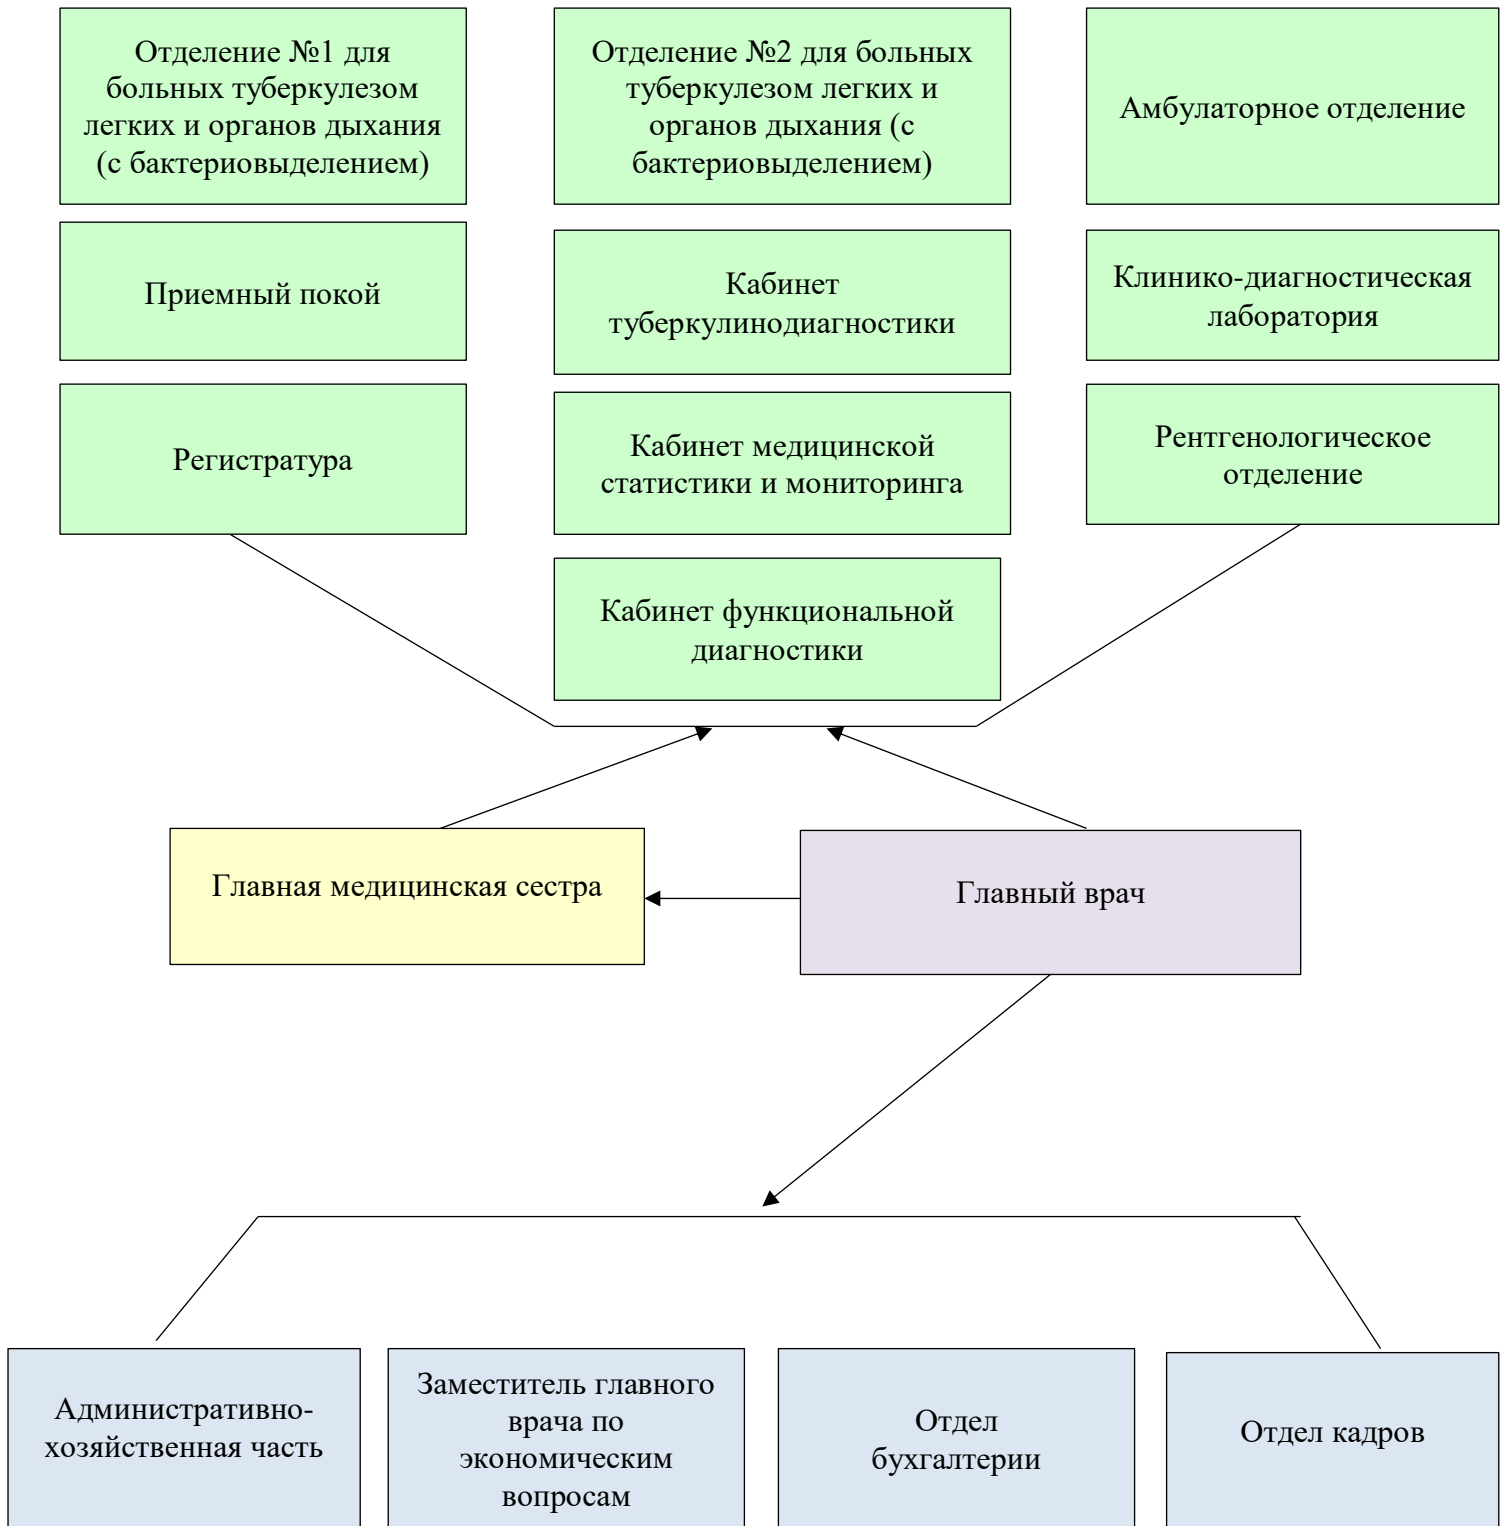 Отделение №1 для
больных туберкулезом
легких и органов дыхания
(с бактериовыделением)
Отделение №2 для больных
туберкулезом легких и
органов дыхания (с
бактериовыделением)
Амбулаторное отделение
Приемный покой
Кабинет
туберкулинодиагностики
Клинико-диагностическая
лаборатория
Регистратура
Кабинет медицинской
статистики и мониторинга
Рентгенологическое
отделение
Кабинет функциональной
диагностики
Главная медицинская сестра
Главный врач
Административно-
хозяйственная часть
Заместитель главного
врача по
экономическим
вопросам
Отдел
бухгалтерии
Отдел кадров